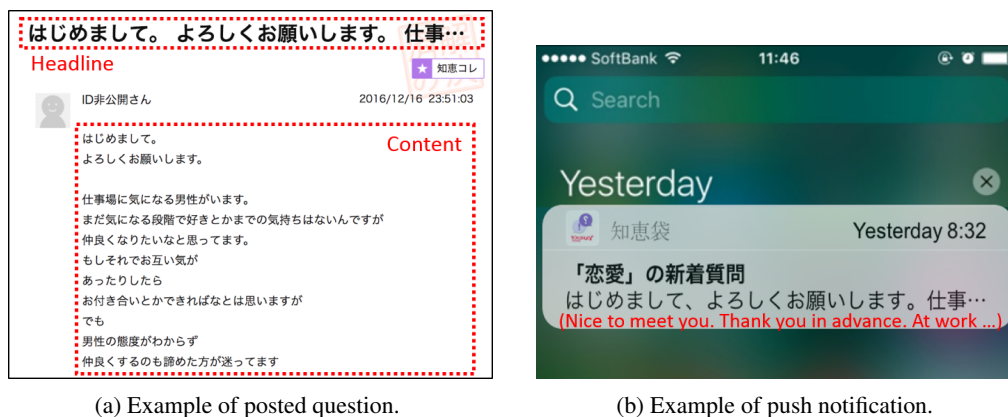 はじめまして。 よろしくお願いします。 仕事…
Headline
★ 知恵コレ
ID非公開さん
2016/12/16 23:51:03
Content
はじめまして。
よろしくお願いします。
仕事場に気になる男性がいます。
まだ気になる段階で好きとかまでの気持ちはないんですが
仲良くなりたいなと思ってます。
もしそれでお互い気が
あったりしたら
お付き合いとかできればなとは思いますが
でも
男性の態度がわからず
仲良くするのも諦めた方が迷ってます
(a) Example of posted question.
SoftBank
11:46
Search
Yesterday
知恵袋
Yesterday 8:32
「恋愛」の新着質問
はじめまして、よろしくお願いします。仕事…
(Nice to meet you. Thank you in advance. At work ...)
(b) Example of push notification.